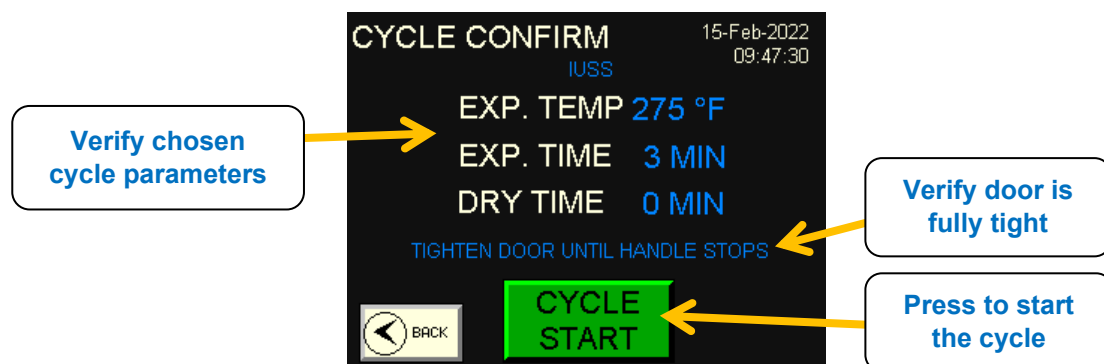 CYCLE CONFIRM
15-Feb-2022
09:47:30
IUSS
EXP. TEMP 275 °F
EXP. TIME 3 MIN
DRY TIME 0 MIN
TIGHTEN DOOR UNTIL HANDLE STOPS
BACK
CYCLE
START
Verify chosen
cycle parameters
Verify door is
fully tight
Press to start
the cycle